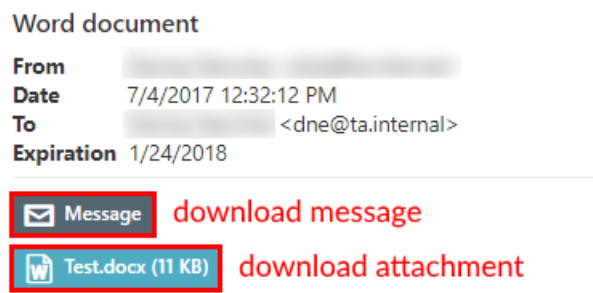 Word document
From
Date 7/4/2017 12:32:12 PM
To <dne@ta.internal>
Expiration 1/24/2018
Message download message
Test.docx (11 KB) download attachment